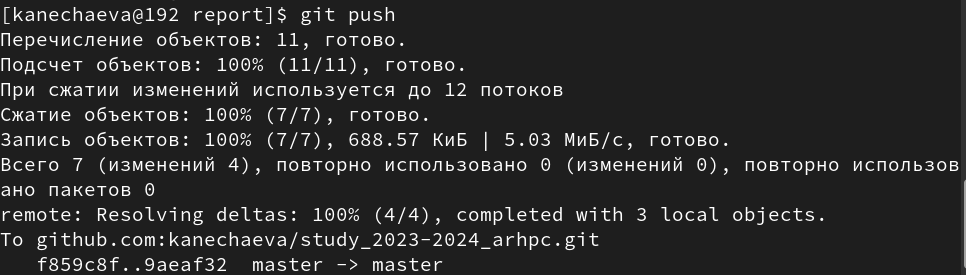 [kanechaeva@192 report]$ git push
Перечисление объектов: 11, готово.
Подсчет объектов: 100% (11/11), готово.
При сжатии изменений используется до 12 потоков
Сжатие объектов: 100% (7/7), готово.
Запись объектов: 100% (7/7), 688.57 КиБ | 5.03 МиБ/с, готово.
Всего 7 (изменений 4), повторно использовано 0 (изменений 0), повторно использов
ано пакетов 0
remote: Resolving deltas: 100% (4/4), completed with 3 local objects.
To github.com:kanechaeva/study_2023-2024_arhpc.git
   f859c8f..9aeaf32  master -> master